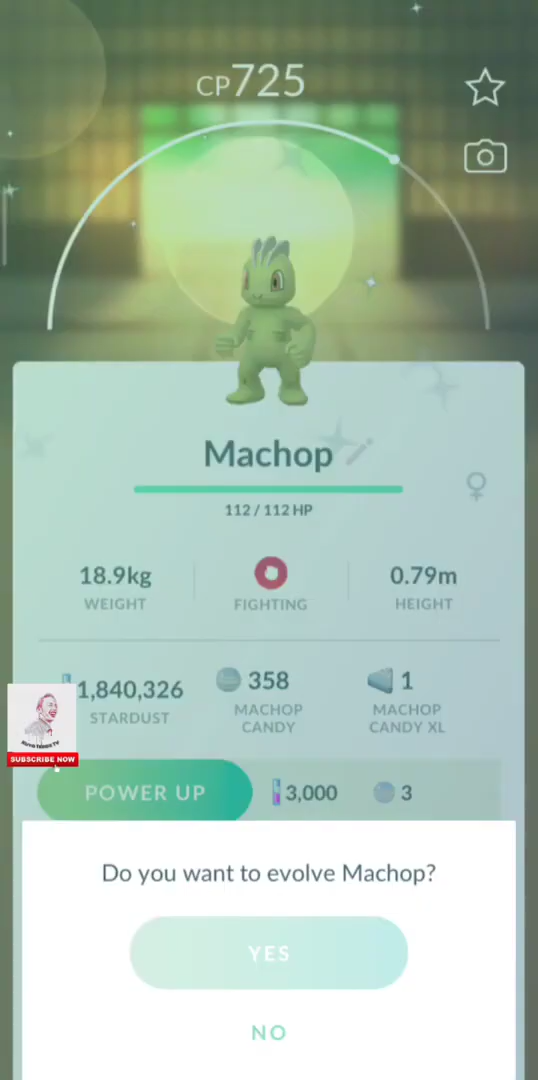 CP725
Machop
112 / 112 HP
18.9kg
WEIGHT
FIGHTING
0.79m
HEIGHT
1,840,326
STARDUST
358
MACHOP
CANDY
1
MACHOP
CANDY XL
SUBSCRIBE NOW
POWER UP
3,000
3
Do you want to evolve Machop?
YES
NO